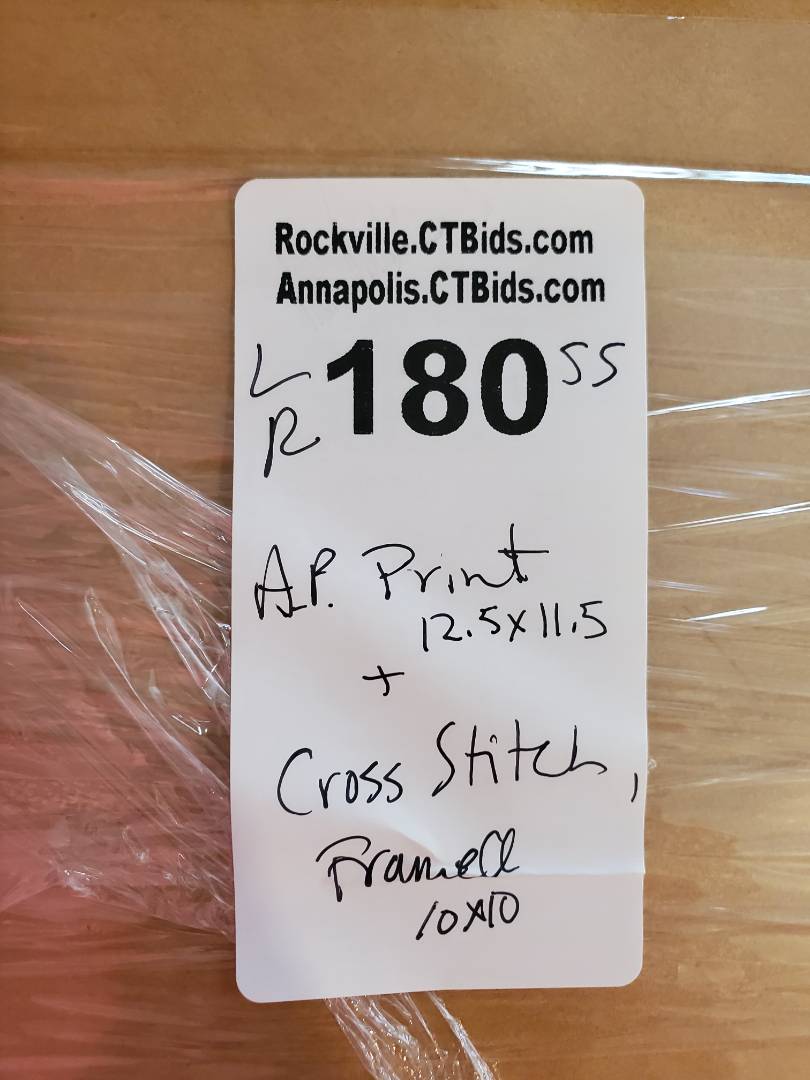 Rockville.CTBids.com
Annapolis.CTBids.com
L 180 SS
R
A.P. Print
12.5x11.5
+
Cross Stitch,
Framed
10x10